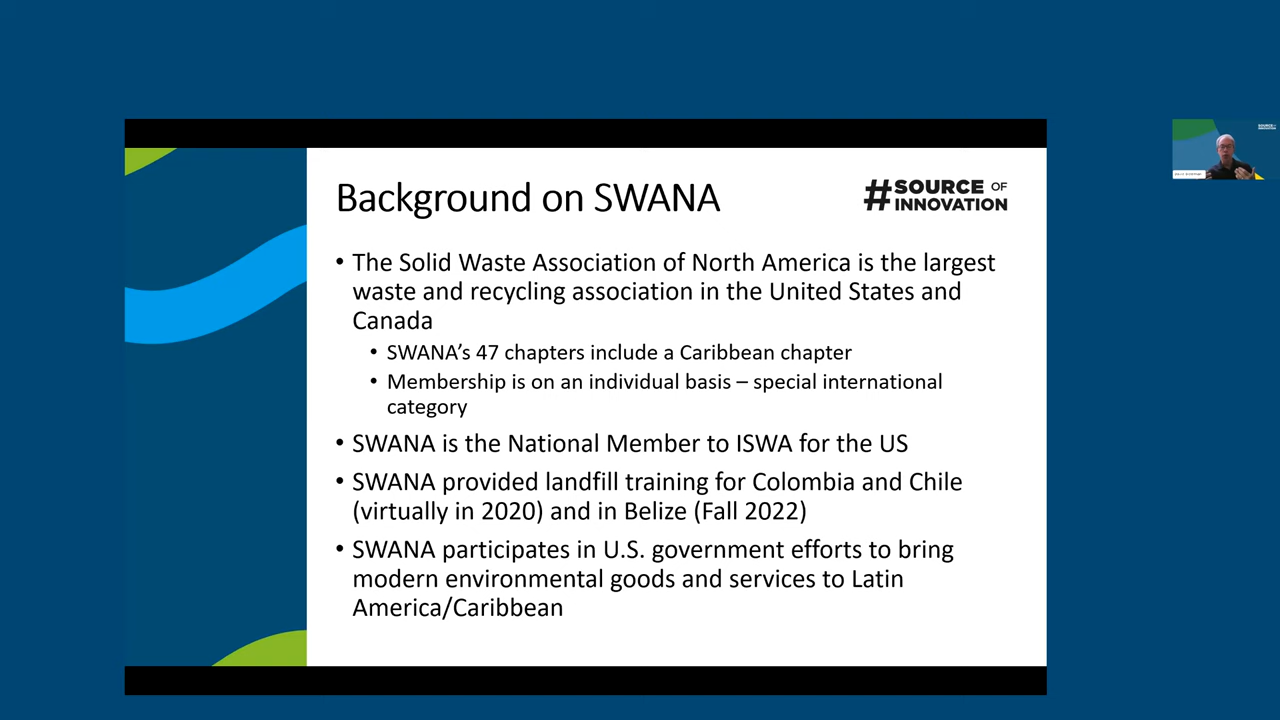 Background on SWANA
#SOURCE OF
INNOVATION
• The Solid Waste Association of North America is the largest
waste and recycling association in the United States and
Canada
• SWANA’s 47 chapters include a Caribbean chapter
• Membership is on an individual basis – special international
category
• SWANA is the National Member to ISWA for the US
• SWANA provided landfill training for Colombia and Chile
(virtually in 2020) and in Belize (Fall 2022)
• SWANA participates in U.S. government efforts to bring
modern environmental goods and services to Latin
America/Caribbean